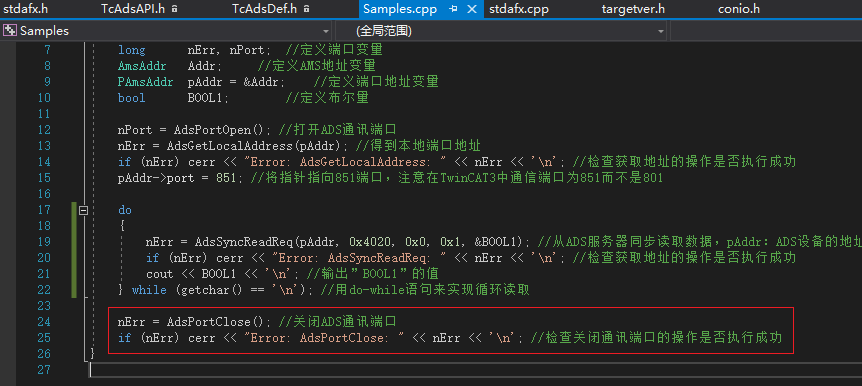 stdafx.h TcAdsAPI.h TcAdsDef.h Samples.cpp stdafx.cpp targetver.h conio.h
Samples (全局范围)
7 long nErr, nPort; //定义端口变量
8 AmsAddr Addr; //定义AMS地址变量
9 PAmsAddr pAddr = &Addr; //定义端口地址变量
10 bool BOOL1; //定义布尔量
11
12 nPort = AdsPortOpen(); //打开ADS通讯端口
13 nErr = AdsGetLocalAddress(pAddr); //得到本地端口地址
14 if (nErr) cerr << "Error: AdsGetLocalAddress: " << nErr << '\n'; //检查获取地址的操作是否执行成功
15 pAddr->port = 851; //将指针指向851端口，注意在TwinCAT3中通信端口为851而不是801
16
17 do
18 {
19 nErr = AdsSyncReadReq(pAddr, 0x4020, 0x0, 0x1, &BOOL1); //从ADS服务器同步读取数据，pAddr: ADS设备的地址
20 if (nErr) cerr << "Error: AdsSyncReadReq: " << nErr << '\n'; //检查获取地址的操作是否执行成功
21 cout << BOOL1 << '\n'; //输出”BOOL1”的值
22 } while (getchar() == '\n'); //用do-while语句来实现循环读取
23
24 nErr = AdsPortClose(); //关闭ADS通讯端口
25 if (nErr) cerr << "Error: AdsPortClose: " << nErr << '\n'; //检查关闭通讯端口的操作是否执行成功
26 }
27